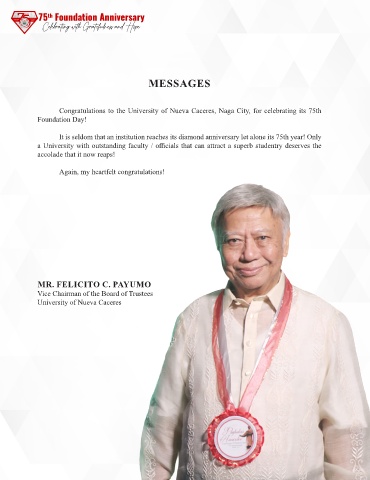 75th Foundation Anniversary
Celebrating with Gratefulness and Hope
MESSAGES
Congratulations to the University of Nueva Caceres, Naga City, for celebrating its 75th
Foundation Day!
It is seldom that an institution reaches its diamond anniversary let alone its 75th year! Only
a University with outstanding faculty / officials that can attract a superb studentry deserves the
accolade that it now reaps!
Again, my heartfelt congratulations!
MR. FELICITO C. PAYUMO
Vice Chairman of the Board of Trustees
University of Nueva Caceres